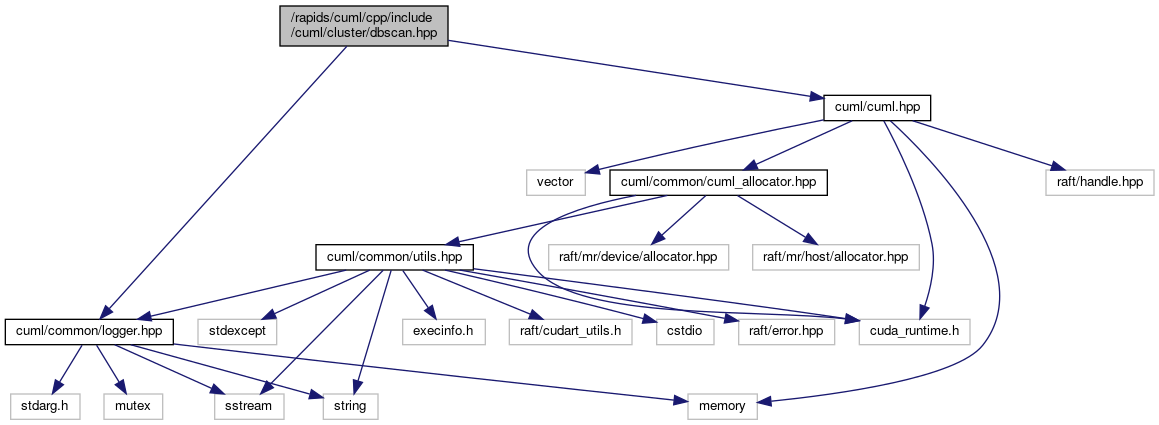 /rapids/cuml/cpp/include
/cuml/cluster/dbscan.hpp
cuml/cuml.hpp
vector
cuml/common/cuml_allocator.hpp
raft/handle.hpp
cuml/common/utils.hpp
raft/mr/device/allocator.hpp
raft/mr/host/allocator.hpp
cuml/common/logger.hpp
stdexcept
execinfo.h
raft/cudart_utils.h
cstdio
raft/error.hpp
cuda_runtime.h
stdarg.h
mutex
sstream
string
memory